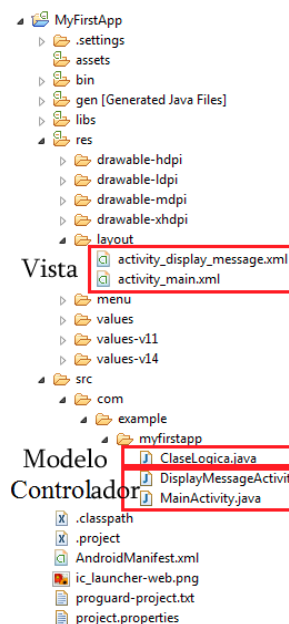 MyFirstApp
.settings
assets
bin
gen [Generated Java Files]
libs
res
drawable-hdpi
drawable-ldpi
drawable-mdpi
drawable-xhdpi
layout
Vista activity_display_message.xml
activity_main.xml
menu
values
values-v11
values-v14
src
com
example
myfirstapp
Modelo ClaseLogica.java
Controlador DisplayMessageActivit
MainActivity.java
.classpath
.project
AndroidManifest.xml
ic_launcher-web.png
proguard-project.txt
project.properties